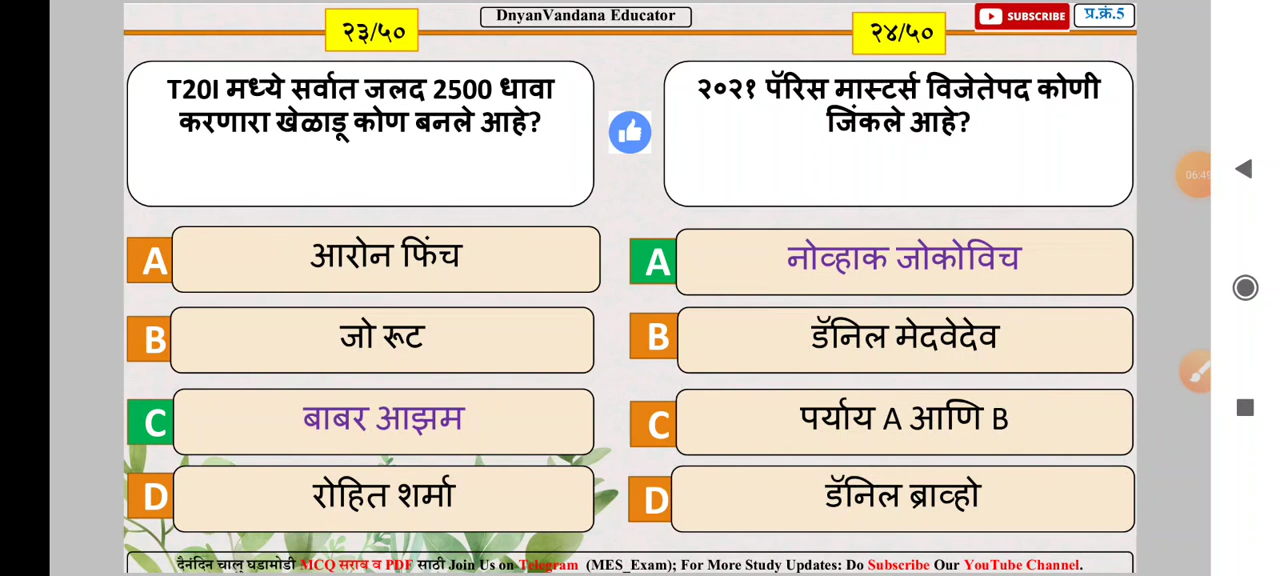 DnyanVandana Educator
SUBSCRIBE
प्र.क्रं.5
२३/५०
२४/५०
T20I मध्ये सर्वात जलद 2500 धावा
करणारा खेळाडू कोण बनले आहे?
A
आरोन फिंच
B
जो रूट
C
बाबर आझम
D
रोहित शर्मा
२०२१ पॅरिस मास्टर्स विजेतेपद कोणी
जिंकले आहे?
A
नोव्हाक जोकोविच
B
डॅनिल मेदवेदेव
C
पर्याय A आणि B
D
डॅनिल ब्राव्हो
06:49
दैनंदिन चालू घडामोडी MCQ सराव व PDF साठी Join Us on Telegram (MES_Exam); For More Study Updates: Do Subscribe Our YouTube Channel.